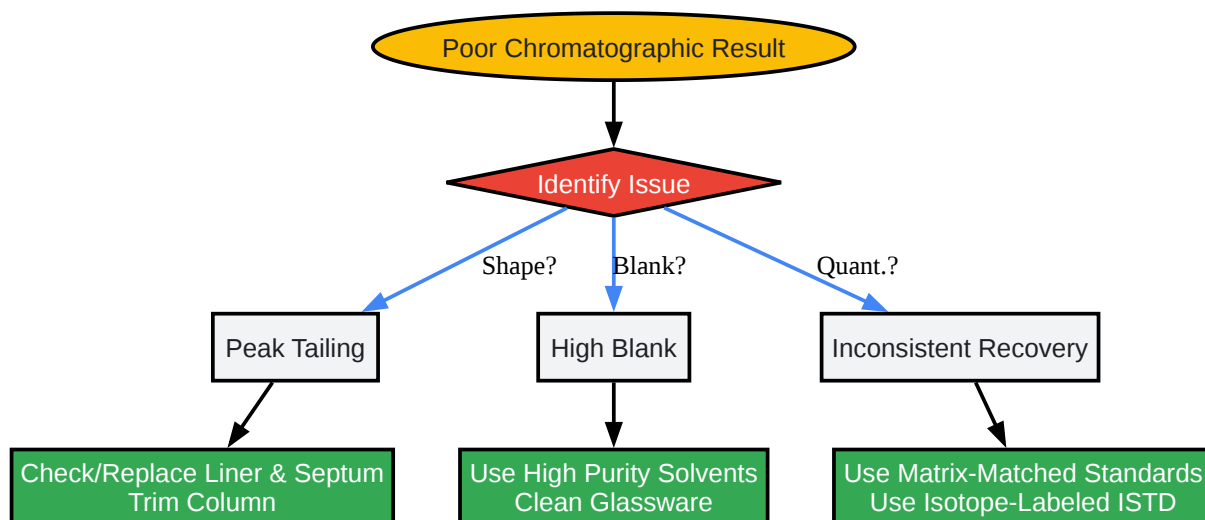 Poor Chromatographic Result
Identify Issue
Shape?
Blank?
Quant.?
Peak Tailing
High Blank
Inconsistent Recovery
Check/Replace Liner & Septum
Trim Column
Use High Purity Solvents
Clean Glassware
Use Matrix-Matched Standards
Use Isotope-Labeled ISTD